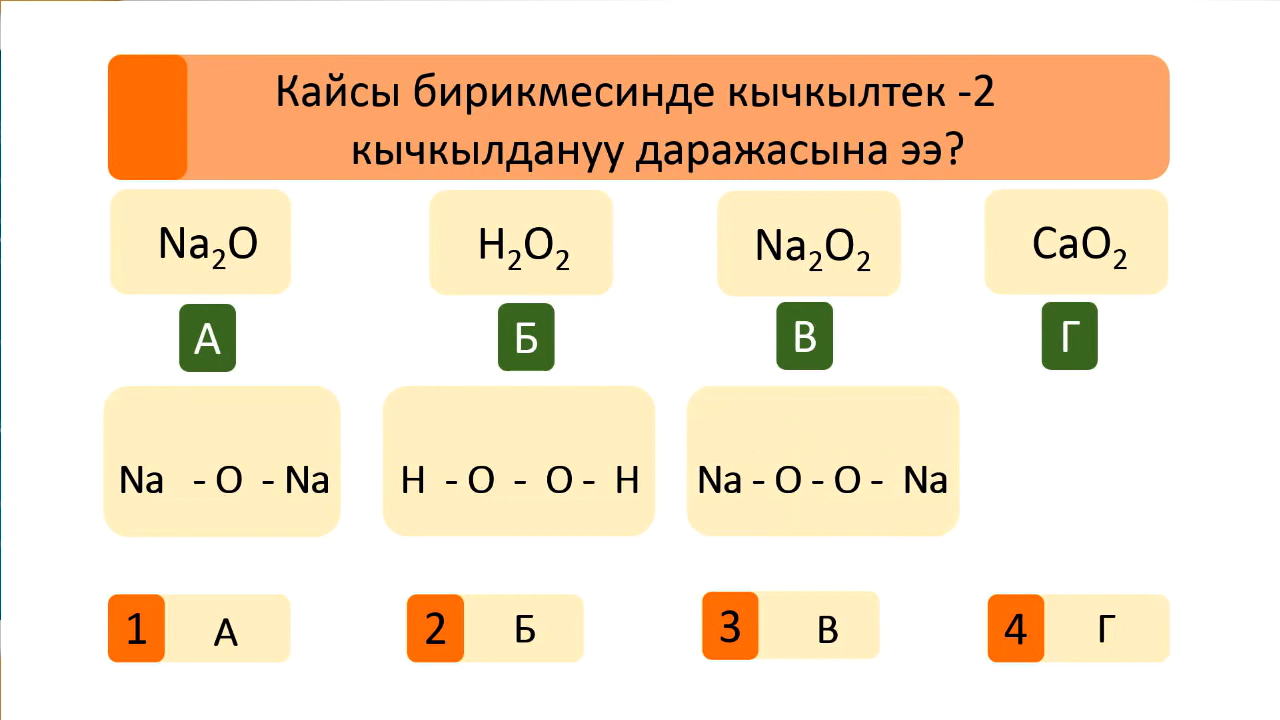 Кайсы бирикмесинде кычкылтек -2
кычкылдануу даражасына ээ?
Na₂O H₂O₂ Na₂O₂ CaO₂
А Б В Г
Na - O - Na H - O - O - H Na - O - O - Na
1 А 2 Б 3 В 4 Г